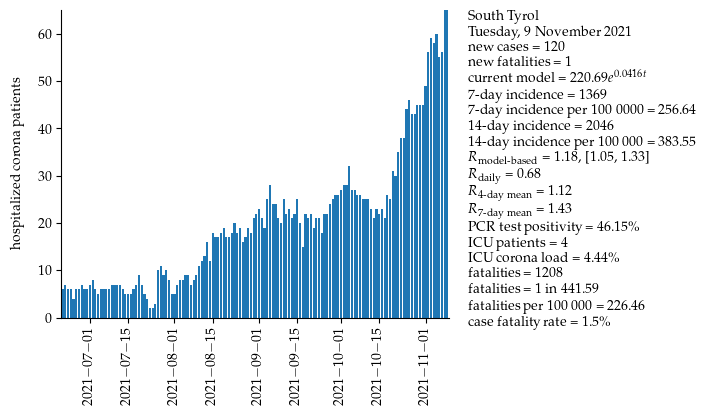 South Tyrol
Tuesday, 9 November 2021
new cases = 120
new fatalities = 1
current model = 220.69e^0.0416t
7-day incidence = 1369
7-day incidence per 100 0000 = 256.64
14-day incidence = 2046
14-day incidence per 100 000 = 383.55
R model-based = 1.18, [1.05, 1.33]
R daily = 0.68
R 4-day mean = 1.12
R 7-day mean = 1.43
PCR test positivity = 46.15%
ICU patients = 4
ICU corona load = 4.44%
fatalities = 1208
fatalities = 1 in 441.59
fatalities per 100 000 = 226.46
case fatality rate = 1.5%
hospitalized corona patients
60
50
40
30
20
10
0
2021−07−01
2021−07−15
2021−08−01
2021−08−15
2021−09−01
2021−09−15
2021−10−01
2021−10−15
2021−11−01